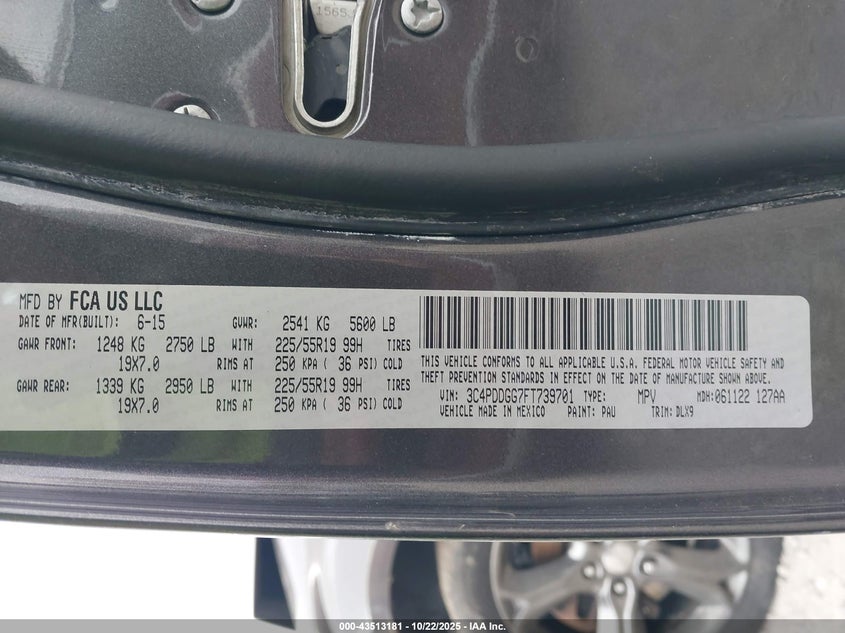 1565
MFD BY FCA US LLC
DATE OF MFR(BUILT): 6-15 GVWR: 2541 KG 5600 LB
GAWR FRONT: 1248 KG 2750 LB WITH 225/55R19 99H TIRES
19X7.0 RIMS AT 250 KPA ( 36 PSI) COLD
GAWR REAR: 1339 KG 2950 LB WITH 225/55R19 99H TIRES
19X7.0 RIMS AT 250 KPA ( 36 PSI) COLD
THIS VEHICLE CONFORMS TO ALL APPLICABLE U.S.A. FEDERAL MOTOR VEHICLE SAFETY AND
THEFT PREVENTION STANDARDS IN EFFECT ON THE DATE OF MANUFACTURE SHOWN ABOVE.
VIN: 3C4PDDGG7FT739701 TYPE: MPV MDH:061122 127AA
VEHICLE MADE IN MEXICO PAINT: PAU TRIM: DLX9
000-43513181 - 10/22/2025 - IAA Inc.